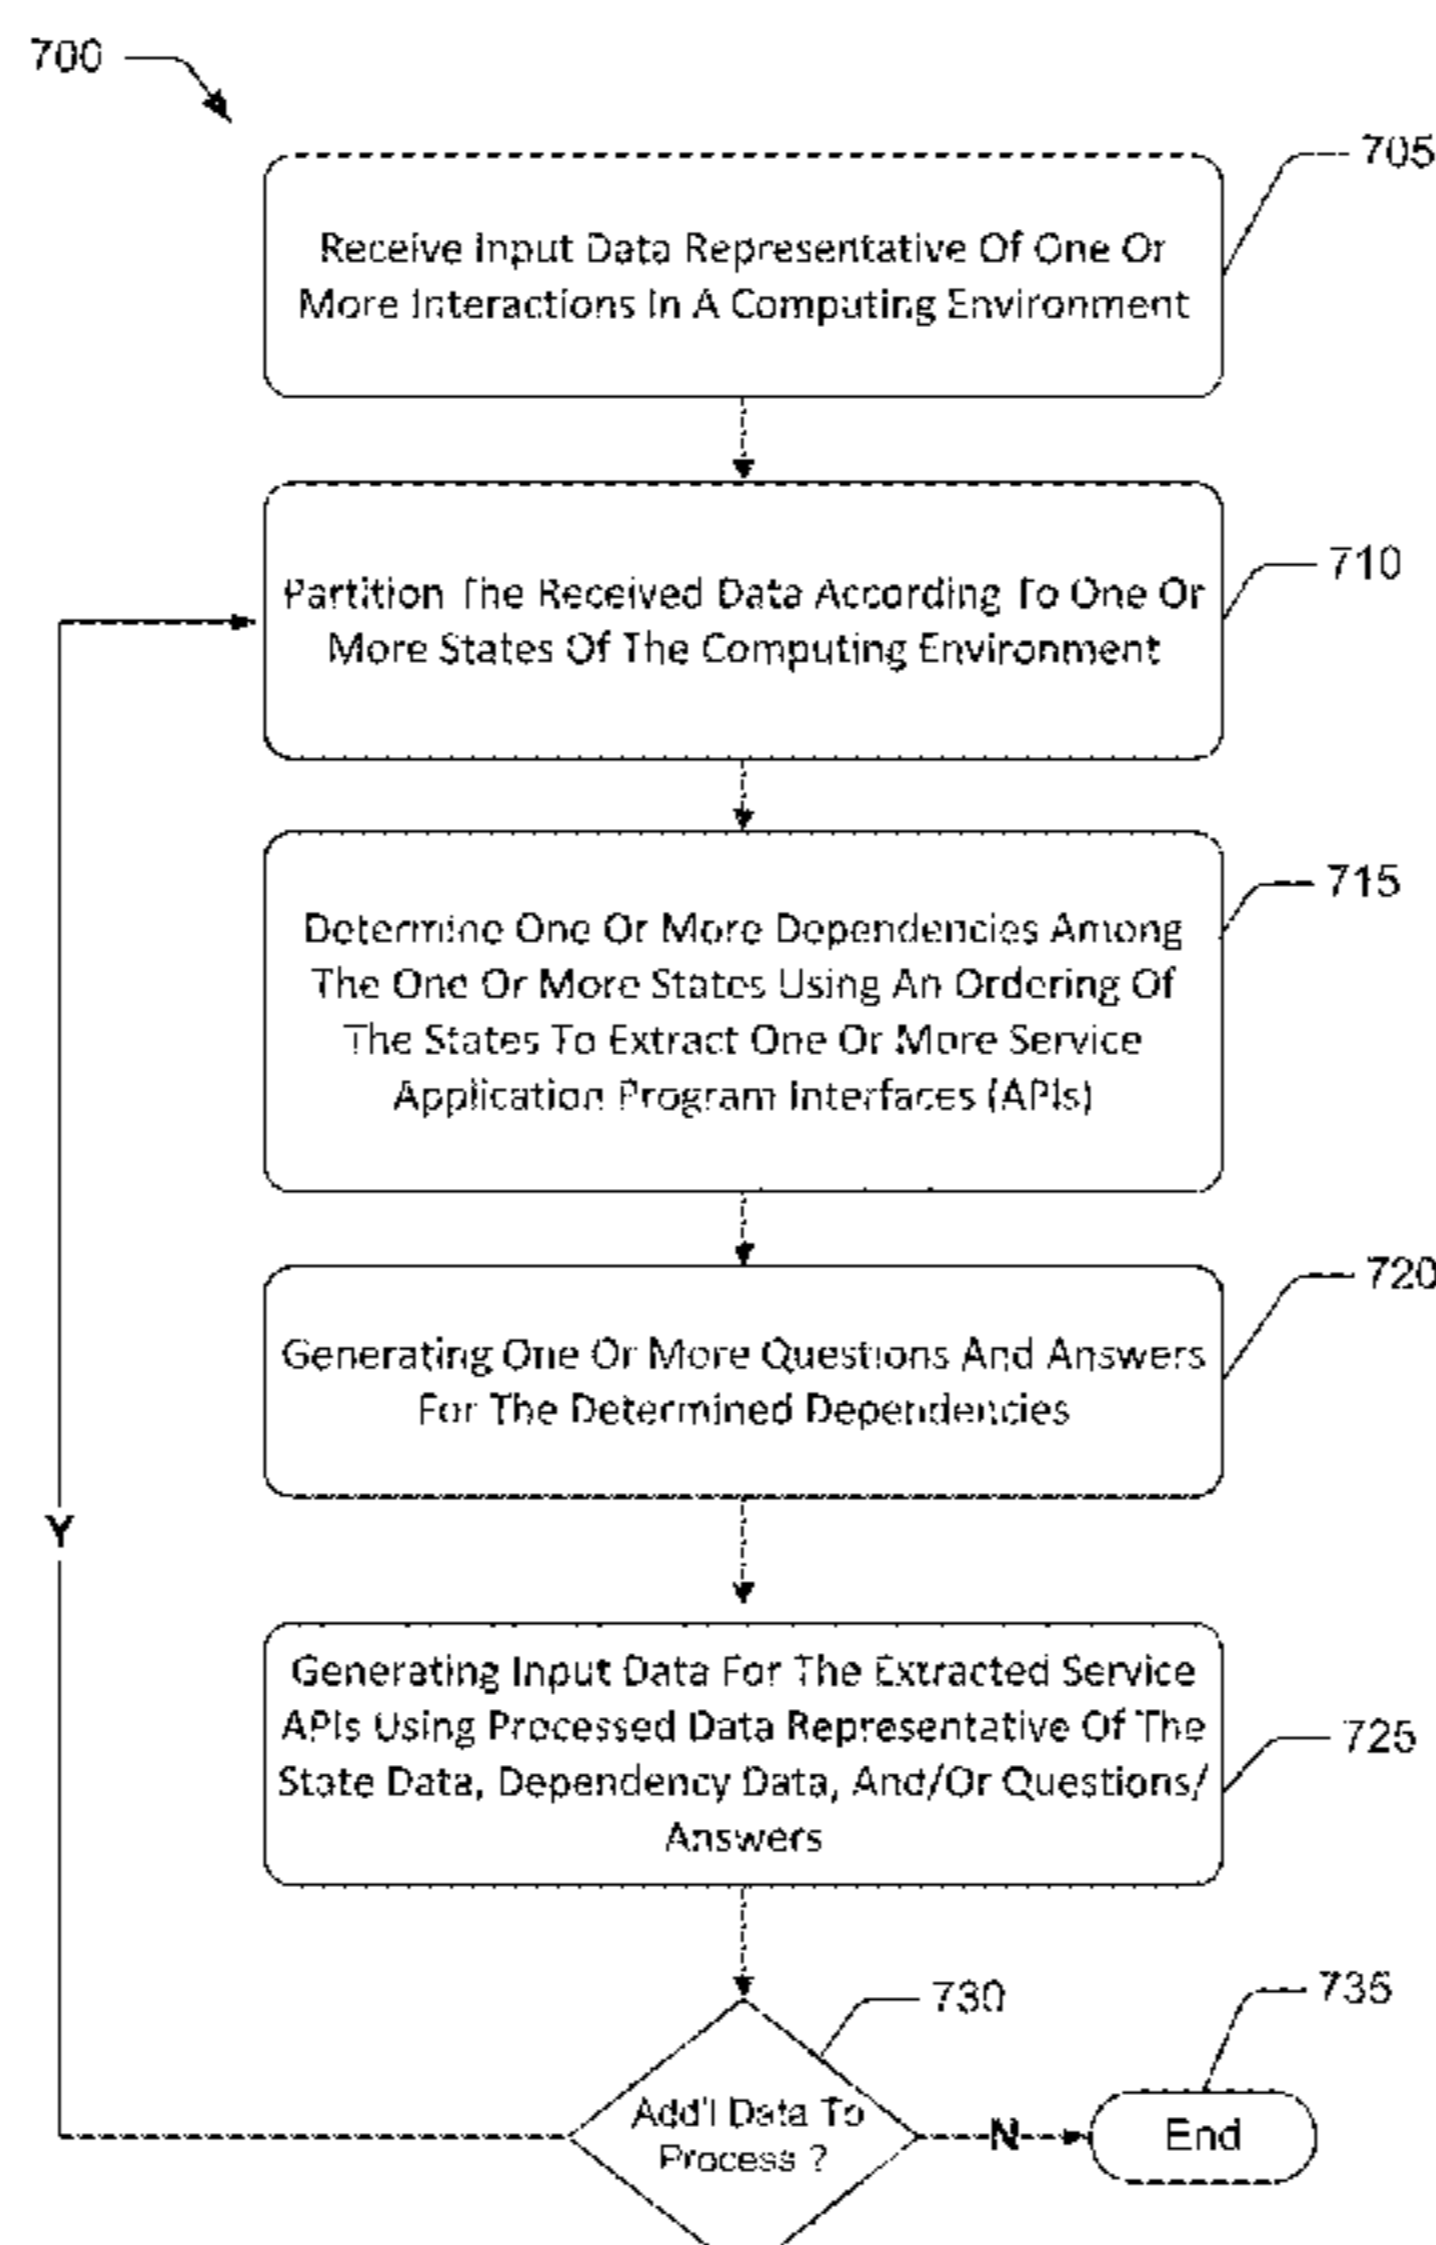 700
705
Receive Input Data Representative Of One Or
More Interactions In A Computing Environment
710
Partition The Received Data According To One Or
More States Of The Computing Environment
715
Determine One Or More Dependencies Among
The One Or More States Using An Ordering Of
The States To Extract One Or More Service
Application Program Interfaces (APIs)
720
Generating One Or More Questions And Answers
For The Determined Dependencies
Y
Generating Input Data For The Extracted Service
APIs Using Processed Data Representative Of The
State Data, Dependency Data, And/Or Questions/
Answers
725
730
735
Add'l Data To
Process ?
N
End